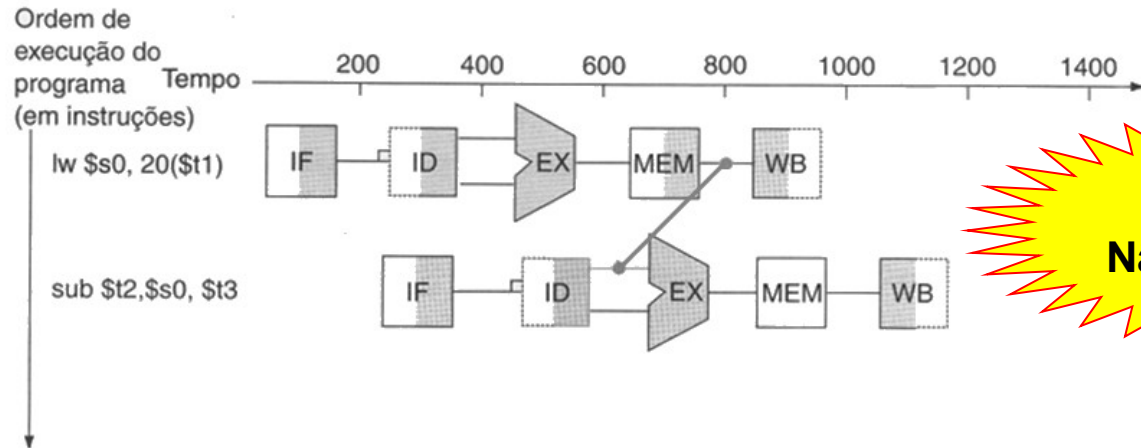 Ordem de
execução do
programa
(em instruções)
Tempo
200 400 600 800 1000 1200 1400
lw $s0, 20($t1)
IF ID EX MEM WB
sub $t2,$s0, $t3
IF ID EX MEM WB